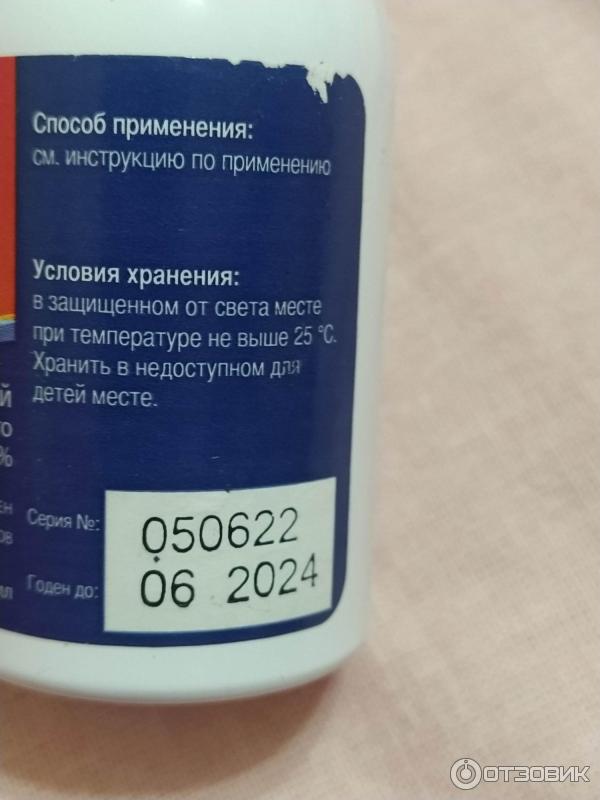 Способ применения:
см. инструкцию по применению
Условия хранения:
в защищенном от света месте
при температуре не выше 25 °C.
Хранить в недоступном для
детей месте.
%
Серия №: 050622
Годен до: 06 2024
ОТЗОВИК